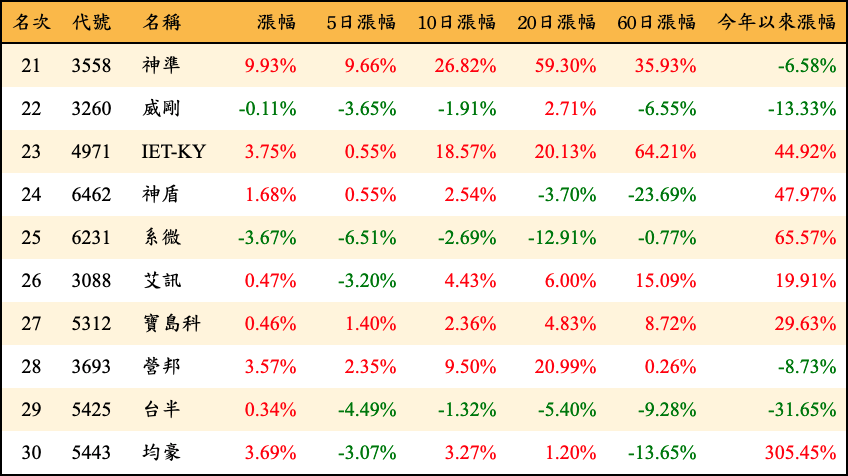 名次 代號 名稱 漲幅 5日漲幅 10日漲幅 20日漲幅 60日漲幅 今年以來漲幅
21 3558 神準 9.93% 9.66% 26.82% 59.30% 35.93% -6.58%
22 3260 威剛 -0.11% -3.65% -1.91% 2.71% -6.55% -13.33%
23 4971 IET-KY 3.75% 0.55% 18.57% 20.13% 64.21% 44.92%
24 6462 神盾 1.68% 0.55% 2.54% -3.70% -23.69% 47.97%
25 6231 系微 -3.67% -6.51% -2.69% -12.91% -0.77% 65.57%
26 3088 艾訊 0.47% -3.20% 4.43% 6.00% 15.09% 19.91%
27 5312 寶島科 0.46% 1.40% 2.36% 4.83% 8.72% 29.63%
28 3693 營邦 3.57% 2.35% 9.50% 20.99% 0.26% -8.73%
29 5425 台半 0.34% -4.49% -1.32% -5.40% -9.28% -31.65%
30 5443 均豪 3.69% -3.07% 3.27% 1.20% -13.65% 305.45%